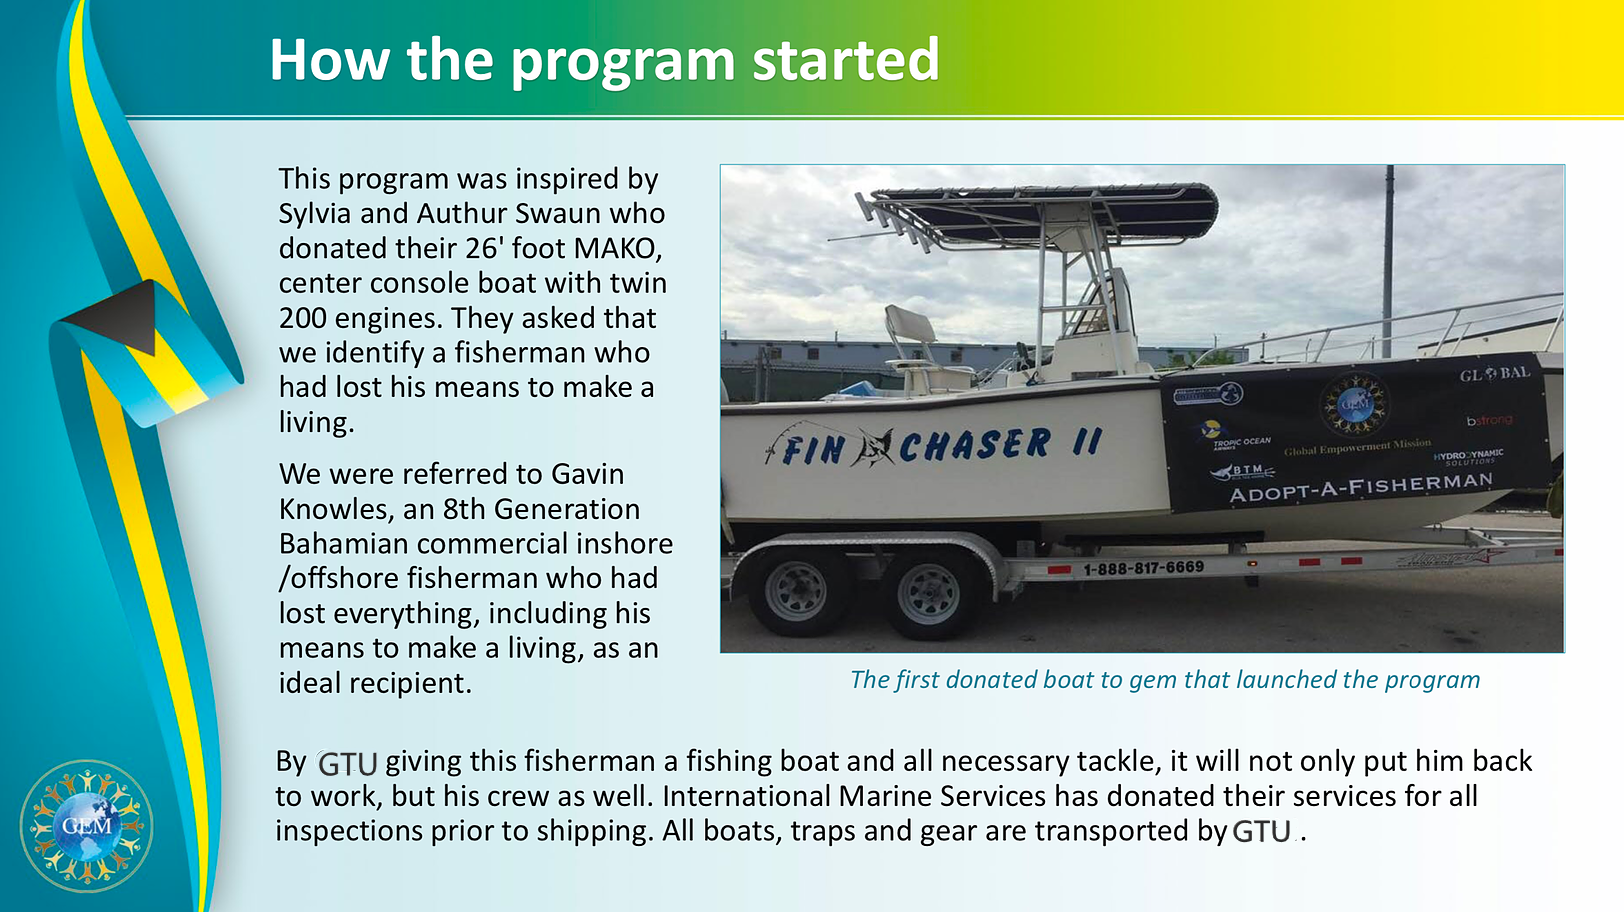 How the program started
This program was inspired by
Sylvia and Authur Swaun who
donated their 26' foot MAKO,
center console boat with twin
200 engines. They asked that
we identify a fisherman who
had lost his means to make a
living.
We were referred to Gavin
Knowles, an 8th Generation
Bahamian commercial inshore
/offshore fisherman who had
lost everything, including his
means to make a living, as an
ideal recipient.
FIN CHASER II
GLOBAL
GEM
bstrong
TROPIC OCEAN
AIRWAYS
Global Empowerment Mission
HYDRODYNAMIC
SOLUTIONS
BTM
ADOPT-A-FISHERMAN
1-888-817-6669
The first donated boat to gem that launched the program
By GTU giving this fisherman a fishing boat and all necessary tackle, it will not only put him back
to work, but his crew as well. International Marine Services has donated their services for all
inspections prior to shipping. All boats, traps and gear are transported by GTU .
GEM